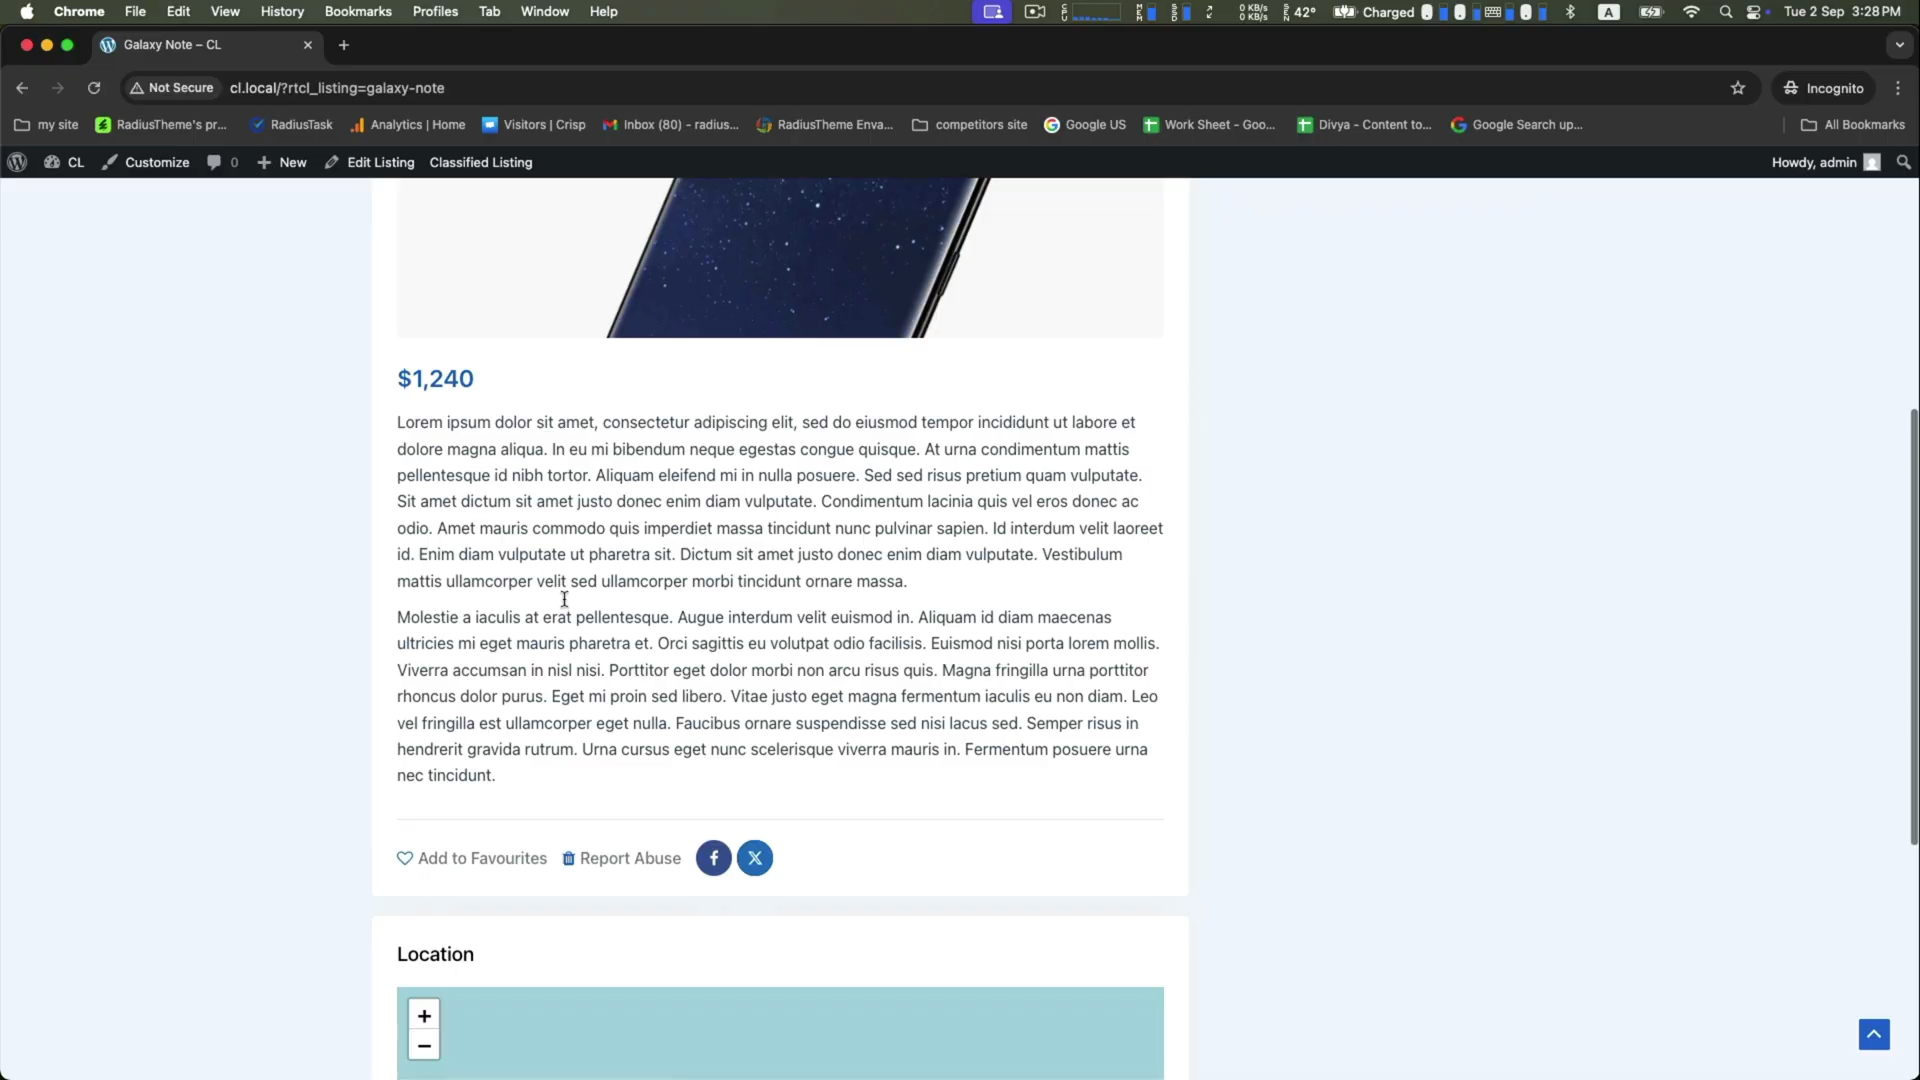 Chrome File Edit View History Bookmarks Profiles Tab Window Help
0 KB/s
0 KB/s
42°
Charged
A
Tue 2 Sep 3:28 PM
Galaxy Note – CL
Not Secure
cl.local/?rtcl_listing=galaxy-note
Incognito
my site
RadiusTheme's pr...
RadiusTask
Analytics | Home
Visitors | Crisp
Inbox (80) - radius...
RadiusTheme Enva...
competitors site
Google US
Work Sheet - Goo...
Divya - Content to...
Google Search up...
All Bookmarks
CL
Customize
0
New
Edit Listing
Classified Listing
Howdy, admin
$1,240
Lorem ipsum dolor sit amet, consectetur adipiscing elit, sed do eiusmod tempor incididunt ut labore et
dolore magna aliqua. In eu mi bibendum neque egestas congue quisque. At urna condimentum mattis
pellentesque id nibh tortor. Aliquam eleifend mi in nulla posuere. Sed sed risus pretium quam vulputate.
Sit amet dictum sit amet justo donec enim diam vulputate. Condimentum lacinia quis vel eros donec ac
odio. Amet mauris commodo quis imperdiet massa tincidunt nunc pulvinar sapien. Id interdum velit laoreet
id. Enim diam vulputate ut pharetra sit. Dictum sit amet justo donec enim diam vulputate. Vestibulum
mattis ullamcorper velit sed ullamcorper morbi tincidunt ornare massa.
Molestie a iaculis at erat pellentesque. Augue interdum velit euismod in. Aliquam id diam maecenas
ultricies mi eget mauris pharetra et. Orci sagittis eu volutpat odio facilisis. Euismod nisi porta lorem mollis.
Viverra accumsan in nisl nisi. Porttitor eget dolor morbi non arcu risus quis. Magna fringilla urna porttitor
rhoncus dolor purus. Eget mi proin sed libero. Vitae justo eget magna fermentum iaculis eu non diam. Leo
vel fringilla est ullamcorper eget nulla. Faucibus ornare suspendisse sed nisi lacus sed. Semper risus in
hendrerit gravida rutrum. Urna cursus eget nunc scelerisque viverra mauris in. Fermentum posuere urna
nec tincidunt.
Add to Favourites
Report Abuse
Location
+
−